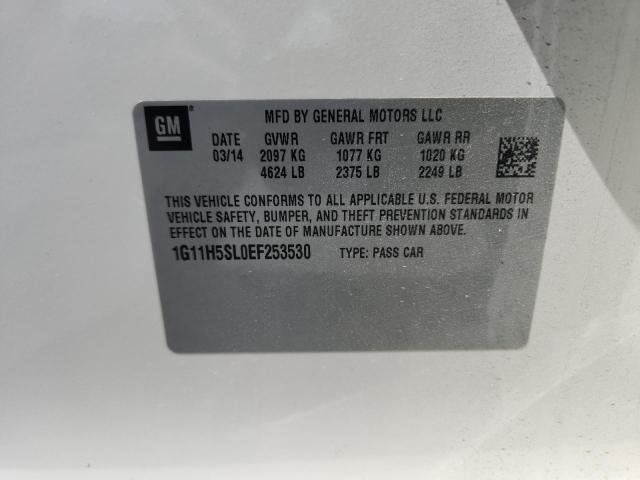 GM ®
MFD BY GENERAL MOTORS LLC
DATE GVWR GAWR FRT GAWR RR
03/14 2097 KG 1077 KG 1020 KG
4624 LB 2375 LB 2249 LB
THIS VEHICLE CONFORMS TO ALL APPLICABLE U.S. FEDERAL MOTOR
VEHICLE SAFETY, BUMPER, AND THEFT PREVENTION STANDARDS IN
EFFECT ON THE DATE OF MANUFACTURE SHOWN ABOVE.
1G11H5SL0EF253530 TYPE: PASS CAR